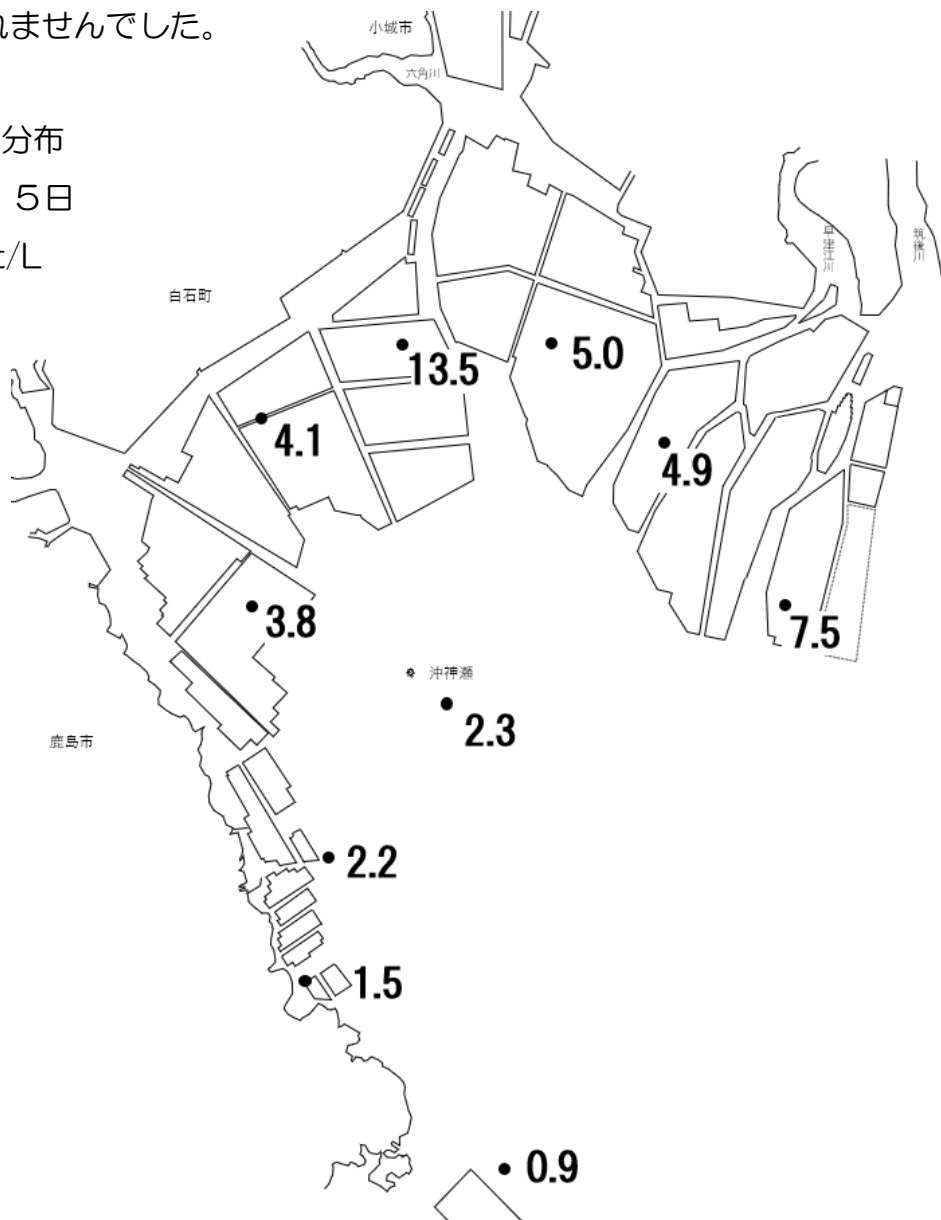 れませんでした。
小城市
六角川
分布
5日
/L
早津江川
筑後川
白石町
13.5
5.0
4.1
4.9
3.8
7.5
沖神瀬
2.3
鹿島市
2.2
1.5
0.9